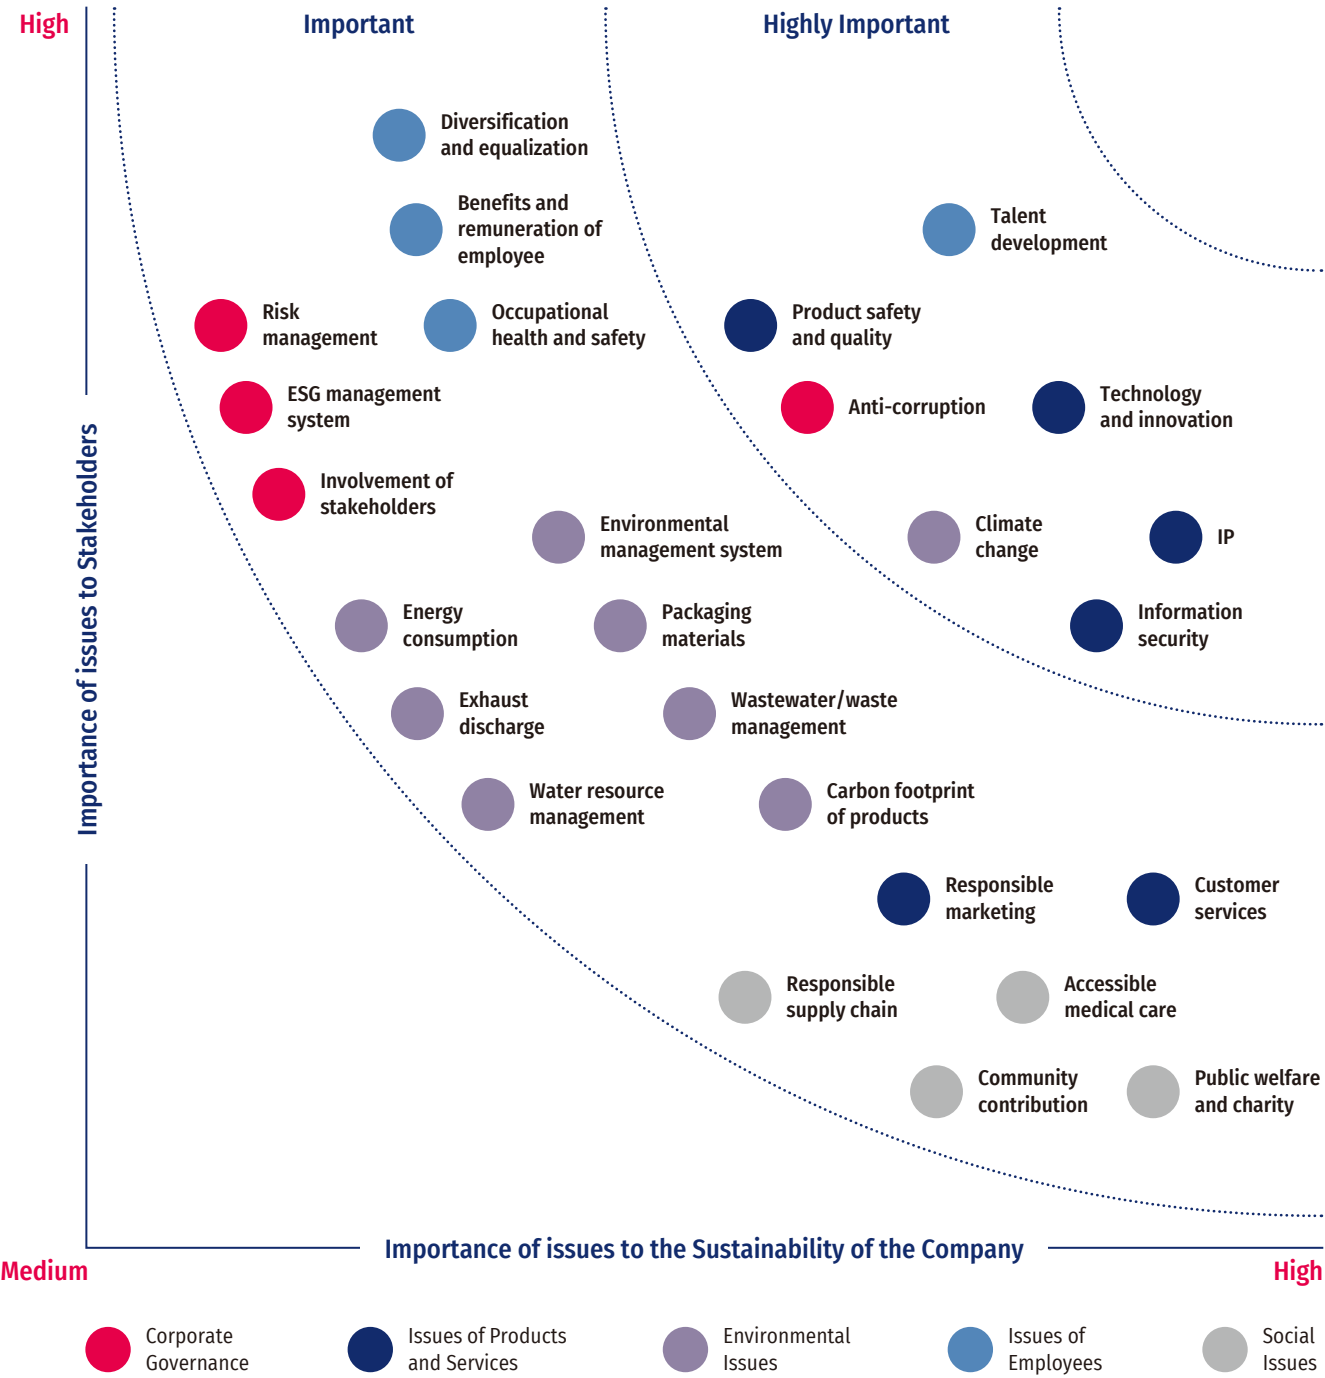 High
Important
Highly Important
Diversification
and equalization
Benefits and
remuneration of
employee
Talent
development
Risk
management
Occupational
health and safety
Product safety
and quality
ESG management
system
Anti-corruption
Technology
and innovation
Involvement of
stakeholders
Environmental
management system
Climate
change
IP
Energy
consumption
Packaging
materials
Information
security
Exhaust
discharge
Wastewater/waste
management
Water resource
management
Carbon footprint
of products
Responsible
marketing
Customer
services
Responsible
supply chain
Accessible
medical care
Community
contribution
Public welfare
and charity
Importance of issues to Stakeholders
Importance of issues to the Sustainability of the Company
Medium
High
Corporate
Governance
Issues of Products
and Services
Environmental
Issues
Issues of
Employees
Social
Issues